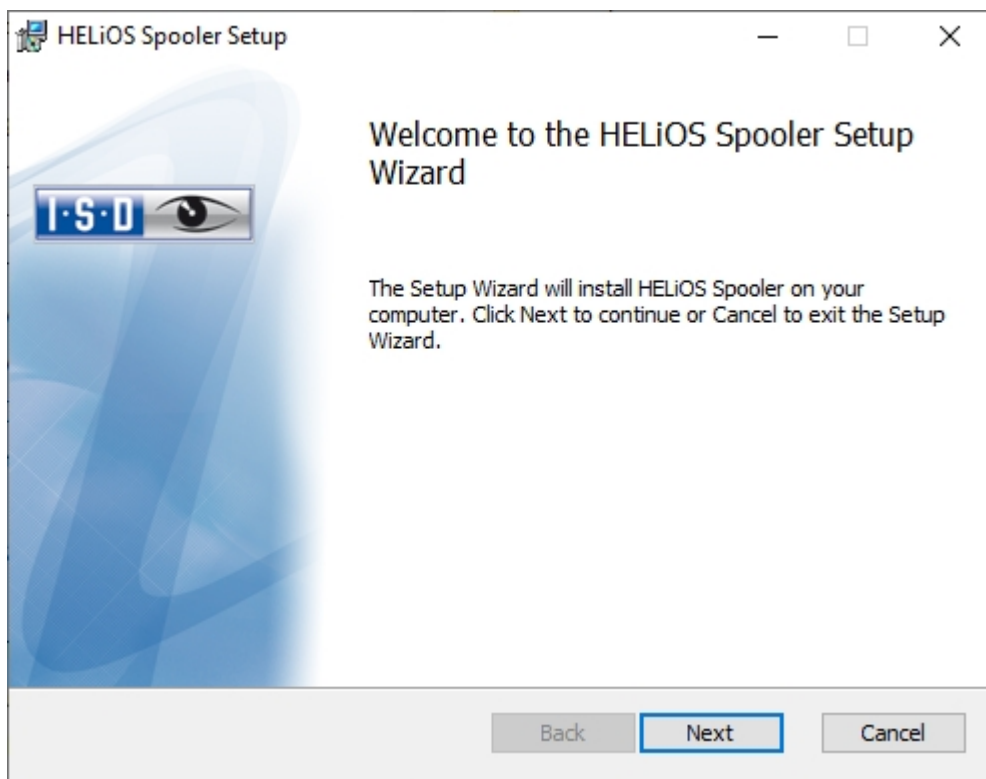 HELiOS Spooler Setup
I·S·D
Welcome to the HELiOS Spooler Setup
Wizard
The Setup Wizard will install HELiOS Spooler on your
computer. Click Next to continue or Cancel to exit the Setup
Wizard.
Back Next Cancel